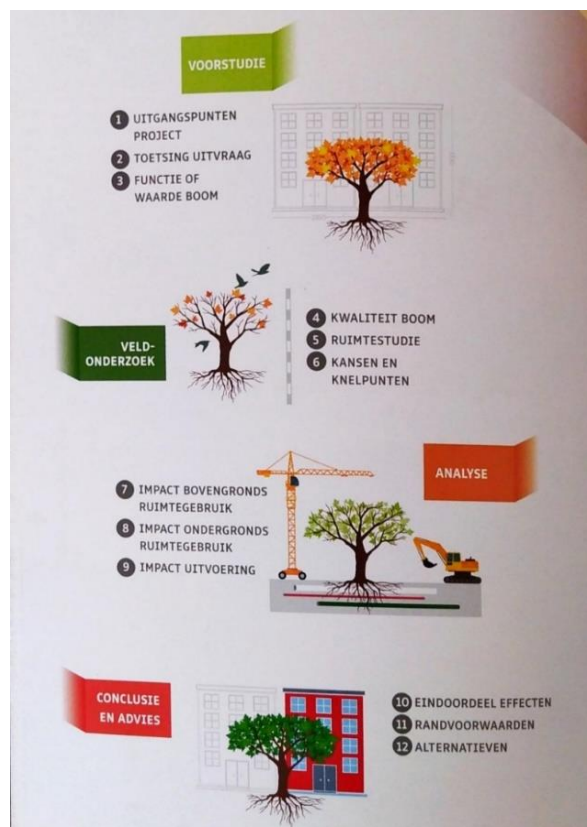 VOORSTUDIE
1 UITGANGSPUNTEN
PROJECT
2 TOETSING UITVRAAG
3 FUNCTIE OF
WAARDE BOOM
VELD-
ONDERZOEK
4 KWALITEIT BOOM
5 RUIMTESTUDIE
6 KANSEN EN
KNELPUNTEN
ANALYSE
7 IMPACT BOVENGRONDS
RUIMTEGEBRUIK
8 IMPACT ONDERGRONDS
RUIMTEGEBRUIK
9 IMPACT UITVOERING
CONCLUSIE
EN ADVIES
10 EINDOORDEEL EFFECTEN
11 RANDVOORWAARDEN
12 ALTERNATIEVEN